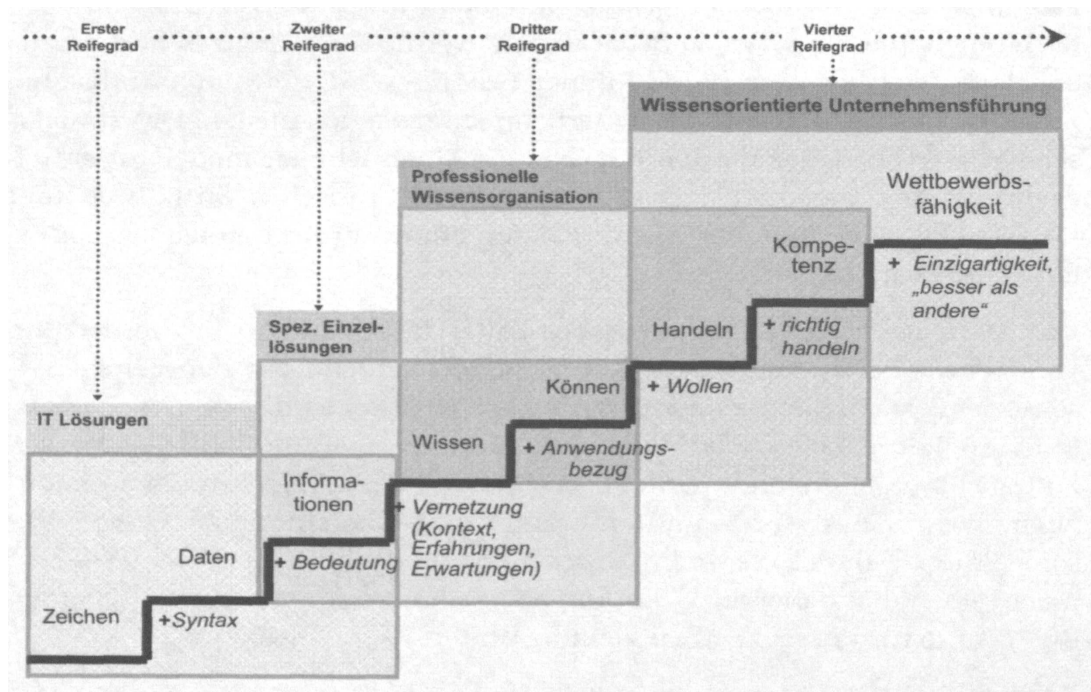 Erster
Reifegrad
Zweiter
Reifegrad
Dritter
Reifegrad
Vierter
Reifegrad
Wissensorientierte Unternehmensführung
Professionelle
Wissensorganisation
Wettbewerbs-
fähigkeit
Kompe-
tenz
+ Einzigartigkeit,
„besser als
andere“
Spez. Einzel-
lösungen
Handeln
+ richtig
handeln
Können
+ Wollen
IT Lösungen
Wissen
+ Anwendungs-
bezug
Informa-
tionen
+ Vernetzung
(Kontext,
Erfahrungen,
Erwartungen)
Daten
+ Bedeutung
Zeichen
+Syntax